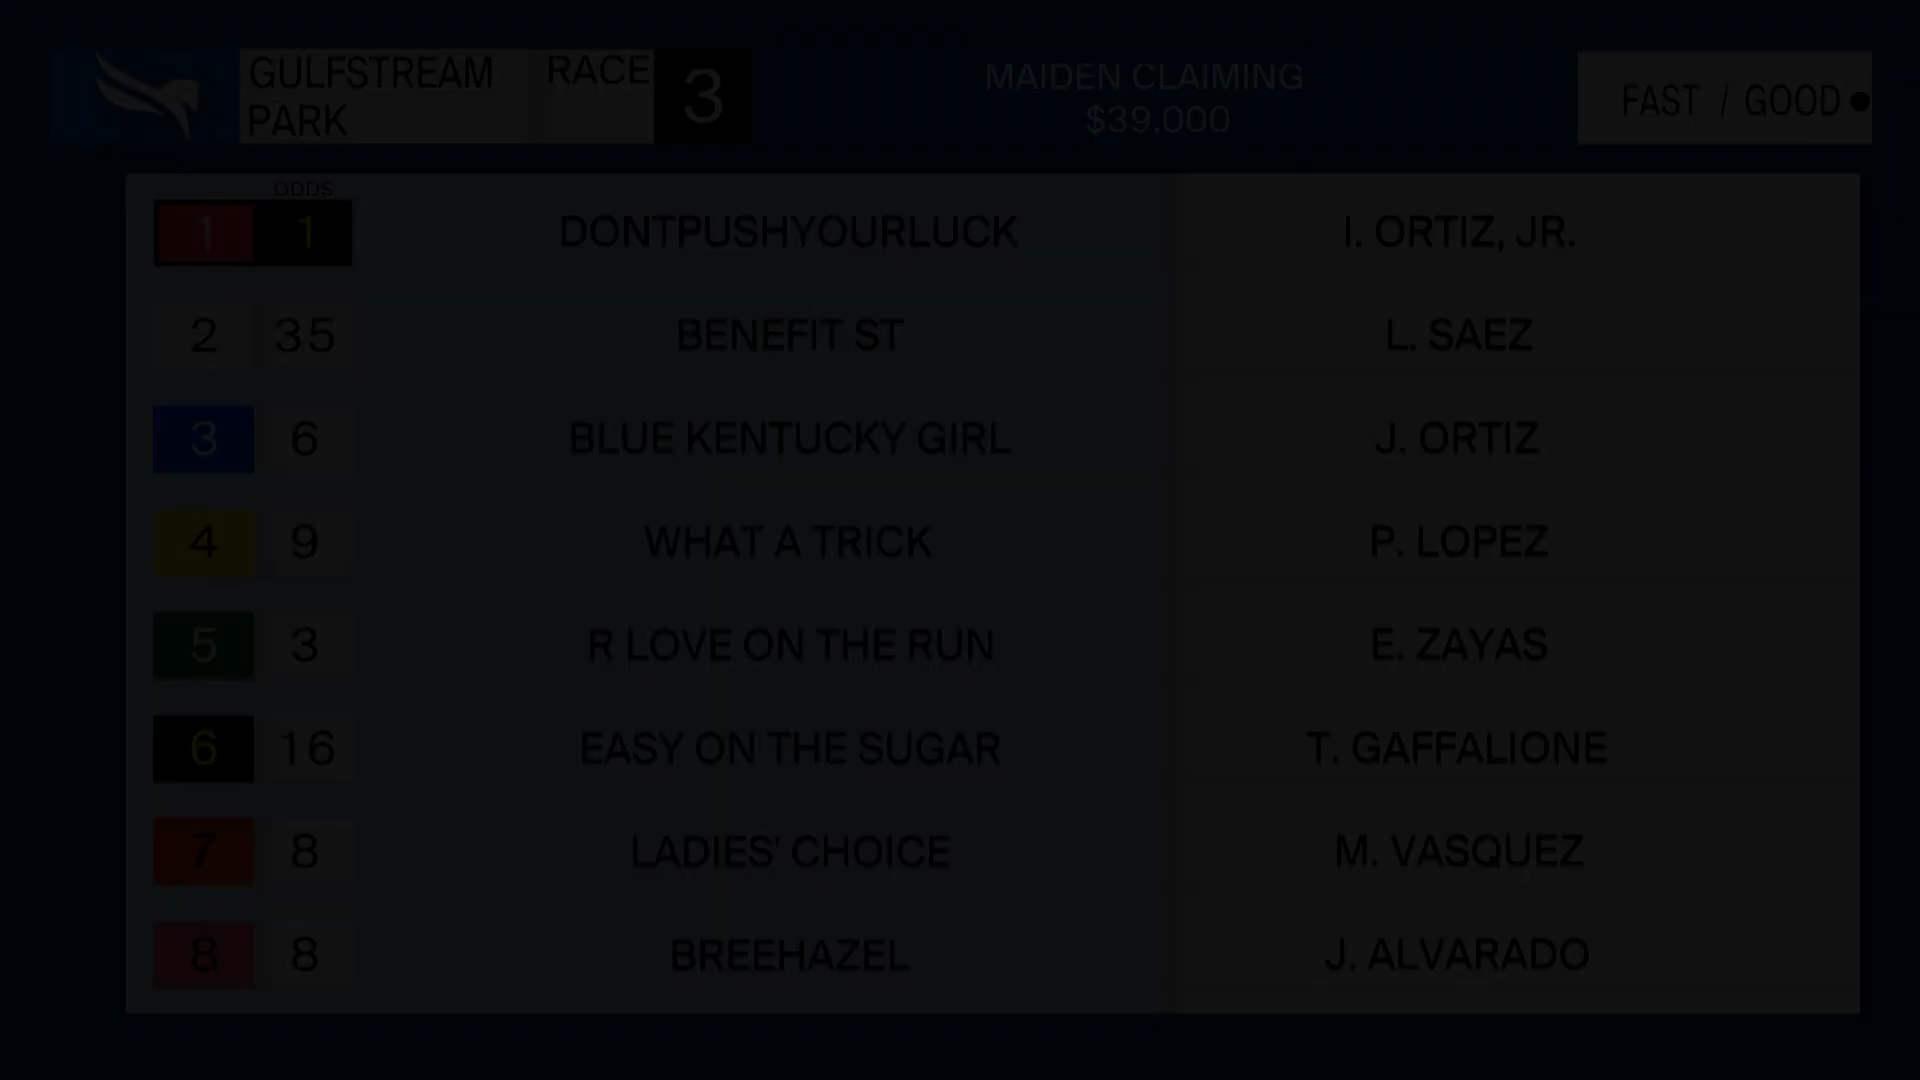 GULFSTREAM PARK RACE 3
MAIDEN CLAIMING
$39,000
FAST / GOOD
ODDS
1 1 DONTPUSHYOURLUCK I. ORTIZ, JR.
2 35 BENEFIT ST L. SAEZ
3 6 BLUE KENTUCKY GIRL J. ORTIZ
4 9 WHAT A TRICK P. LOPEZ
5 3 R LOVE ON THE RUN E. ZAYAS
6 16 EASY ON THE SUGAR T. GAFFALIONE
7 8 LADIES' CHOICE M. VASQUEZ
8 8 BREEHAZEL J. ALVARADO